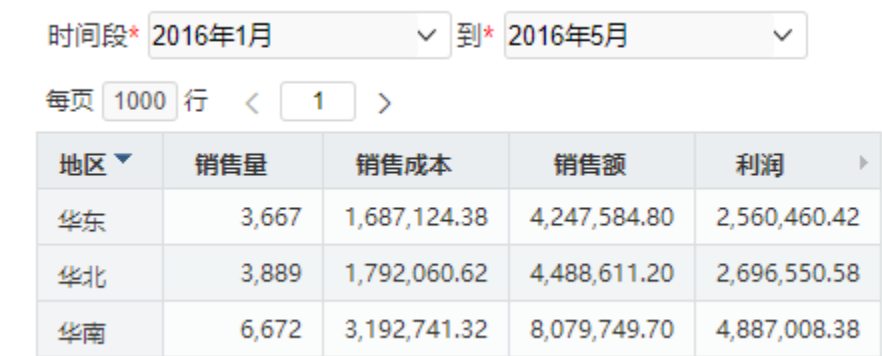 时间段* 2016年1月 到* 2016年5月
每页 1000 行 < 1 >
地区 销售量 销售成本 销售额 利润
华东 3,667 1,687,124.38 4,247,584.80 2,560,460.42
华北 3,889 1,792,060.62 4,488,611.20 2,696,550.58
华南 6,672 3,192,741.32 8,079,749.70 4,887,008.38